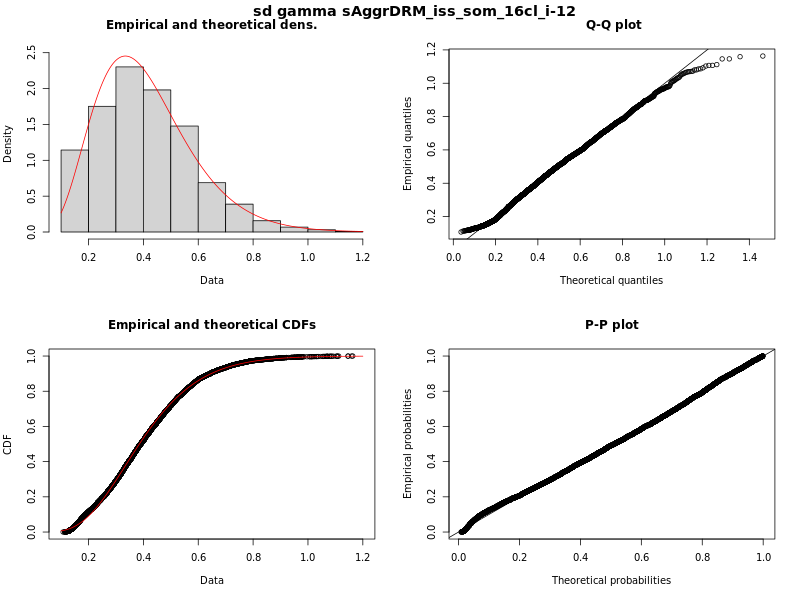 sd gamma sAggrDRM_iss_som_16cl_i-12
Empirical and theoretical dens.
Density
0.0 0.5 1.0 1.5 2.0 2.5
0.2 0.4 0.6 0.8 1.0 1.2
Data
Q-Q plot
Empirical quantiles
0.2 0.4 0.6 0.8 1.0 1.2
0.0 0.2 0.4 0.6 0.8 1.0 1.2 1.4
Theoretical quantiles
Empirical and theoretical CDFs
CDF
0.0 0.2 0.4 0.6 0.8 1.0
0.2 0.4 0.6 0.8 1.0 1.2
Data
P-P plot
Empirical probabilities
0.0 0.2 0.4 0.6 0.8 1.0
0.0 0.2 0.4 0.6 0.8 1.0
Theoretical probabilities